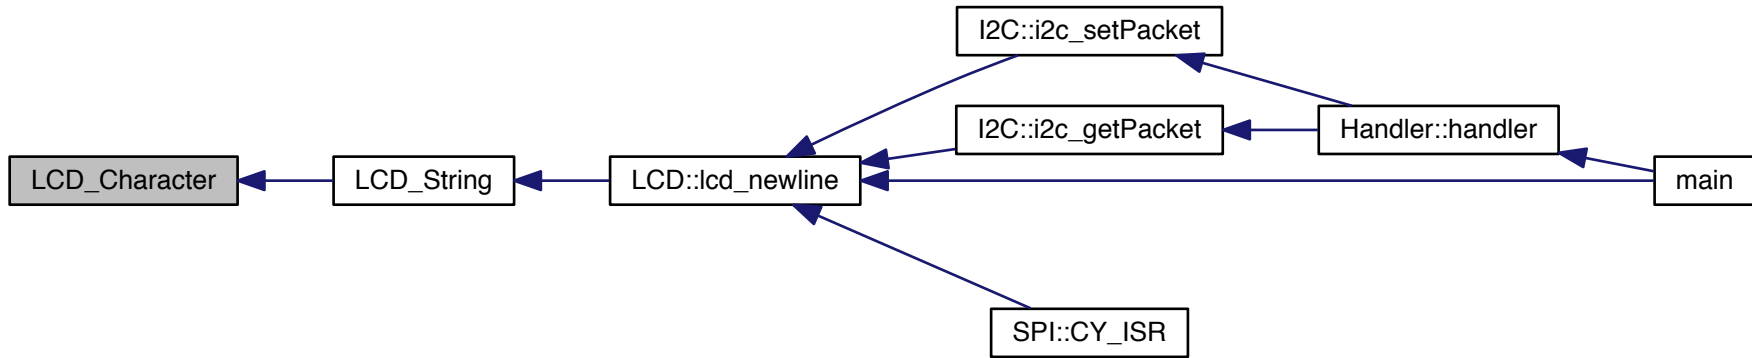 I2C::i2c_setPacket
I2C::i2c_getPacket
Handler::handler
LCD_Character
LCD_String
LCD::lcd_newline
main
SPI::CY_ISR